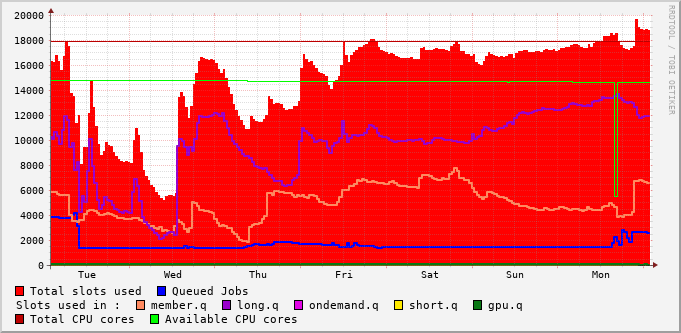 20000
18000
16000
14000
12000
10000
8000
6000
4000
2000
0
Tue Wed Thu Fri Sat Sun Mon
RRDTOOL / TOBI OETIKER
Total slots used Queued Jobs
Slots used in : member.q long.q ondemand.q short.q gpu.q
Total CPU cores Available CPU cores